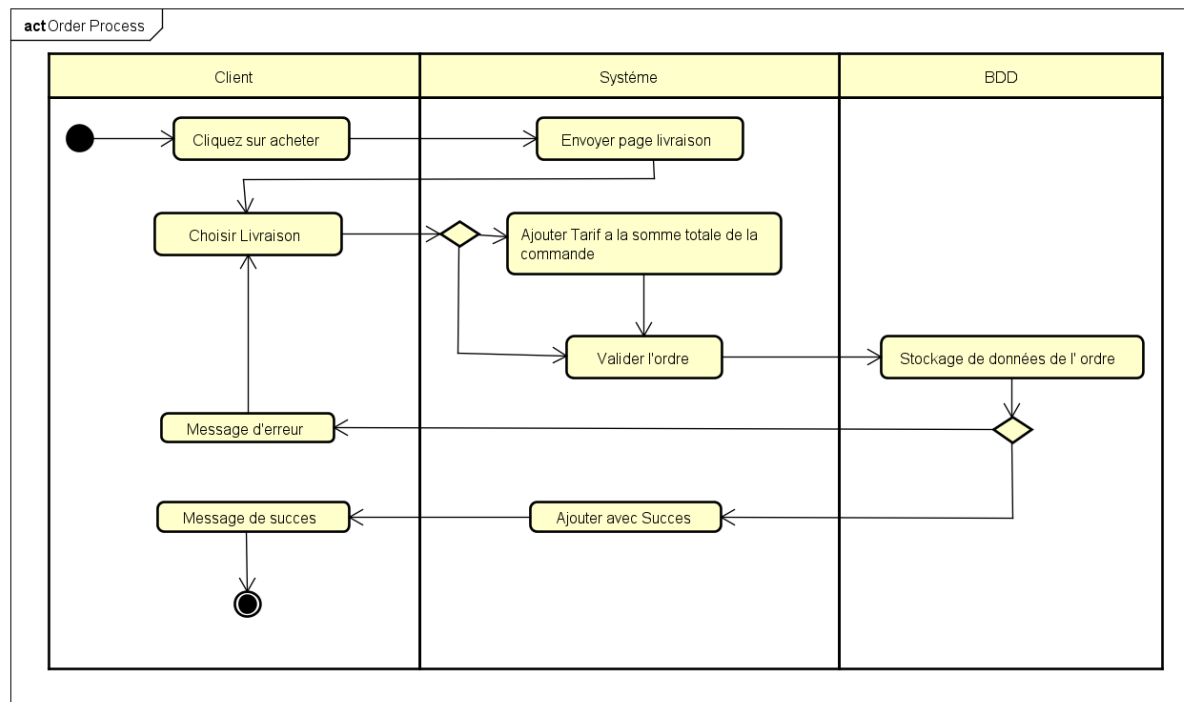 act Order Process
Client
Systéme
BDD
Cliquez sur acheter
Envoyer page livraison
Choisir Livraison
Ajouter Tarif a la somme totale de la
commande
Valider l'ordre
Stockage de données de l' ordre
Message d'erreur
Message de succes
Ajouter avec Succes